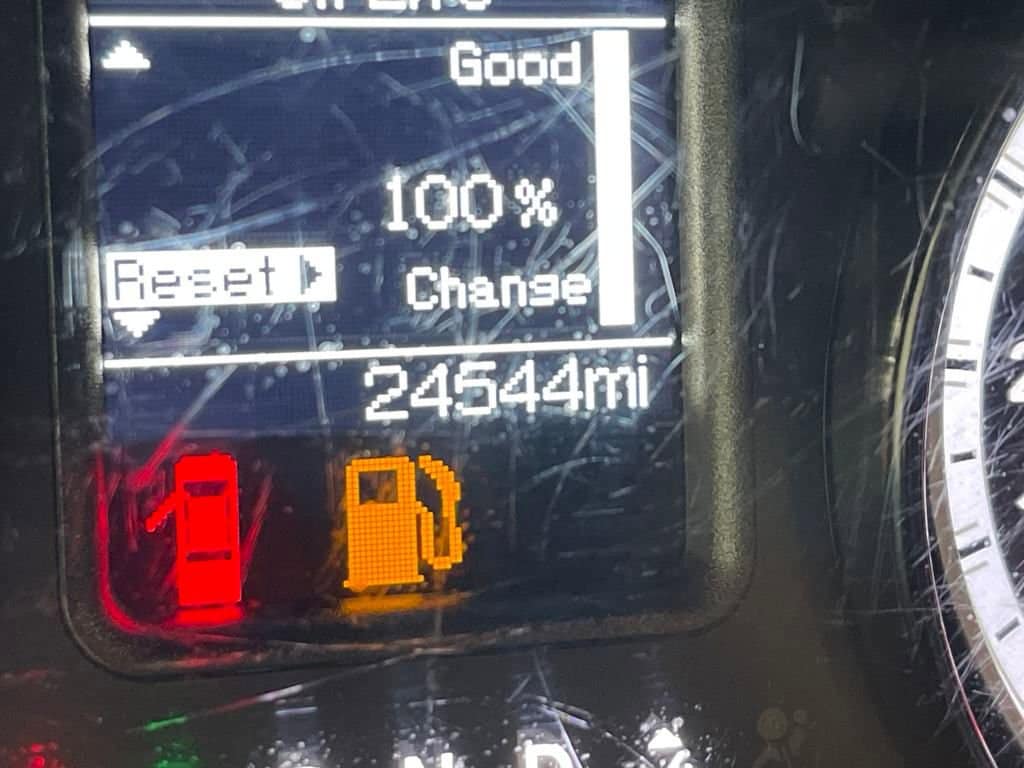 Good
100%
Reset
Change
24544mi
N D